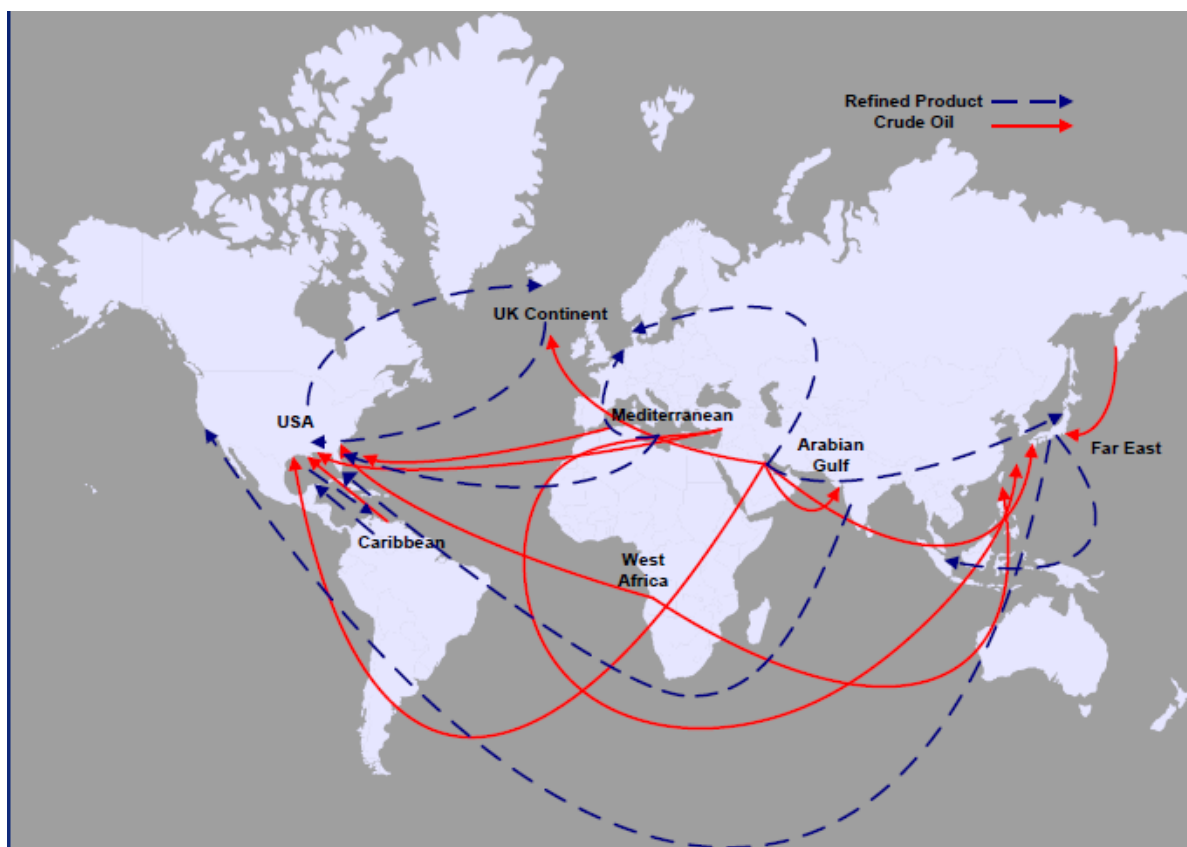 Refined Product
Crude Oil
UK Continent
USA
Mediterranean
Arabian
Gulf
Far East
Caribbean
West
Africa